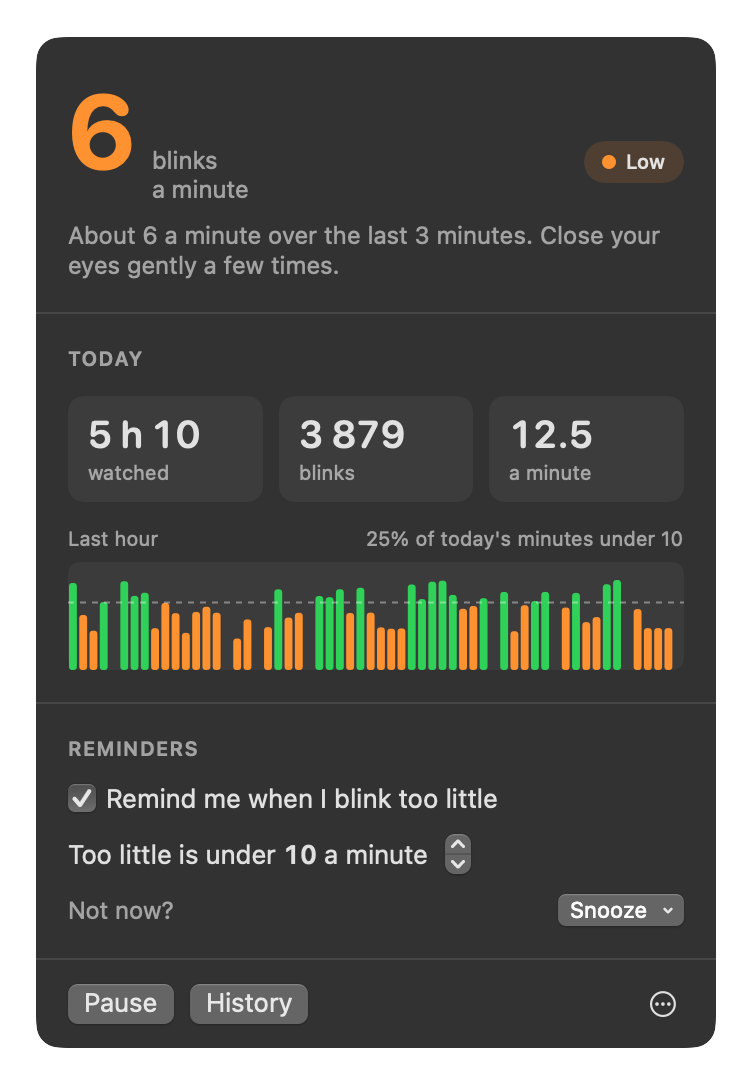 6
blinks
a minute
Low
About 6 a minute over the last 3 minutes. Close your
eyes gently a few times.
TODAY
5 h 10
watched
3 879
blinks
12.5
a minute
Last hour
25% of today's minutes under 10
REMINDERS
Remind me when I blink too little
Too little is under 10 a minute
Not now?
Snooze
Pause
History